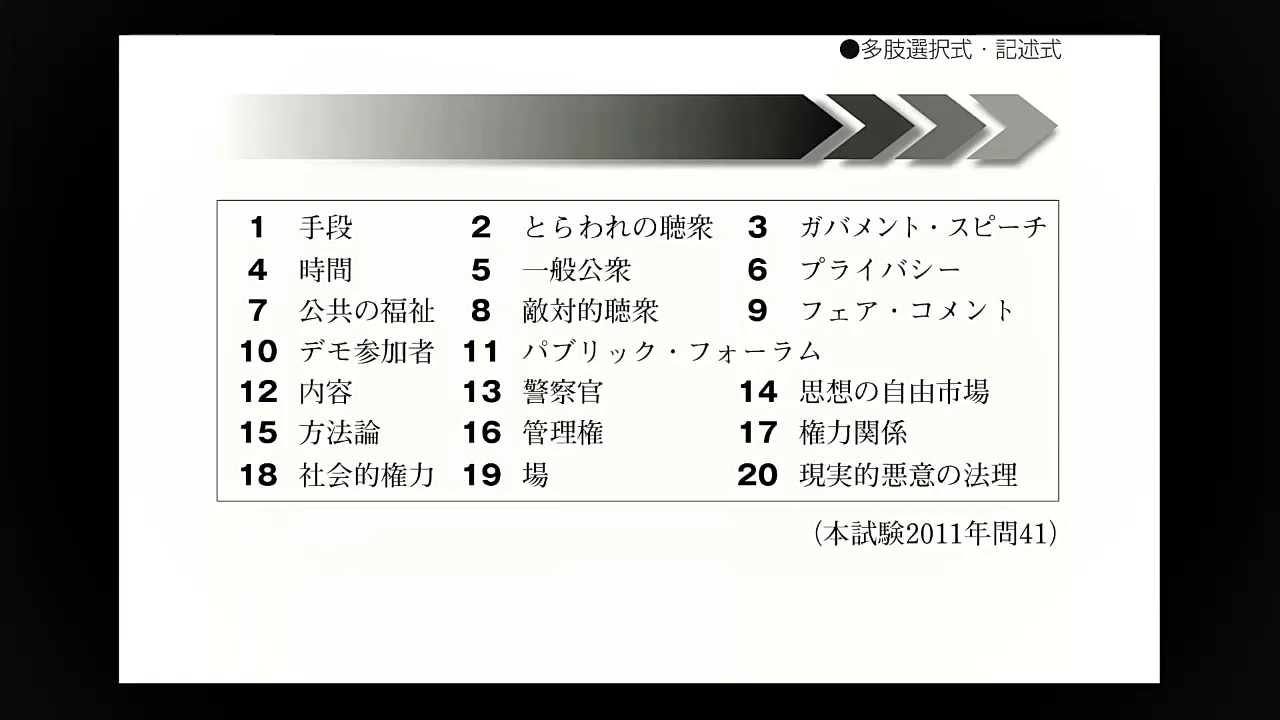 ●多肢選択式・記述式
1 手段 2 とらわれの聴衆 3 ガバメント・スピーチ
4 時間 5 一般公衆 6 プライバシー
7 公共の福祉 8 敵対的聴衆 9 フェア・コメント
10 デモ参加者 11 パブリック・フォーラム
12 内容 13 警察官 14 思想の自由市場
15 方法論 16 管理権 17 権力関係
18 社会的権力 19 場 20 現実的悪意の法理
(本試験2011年問41)